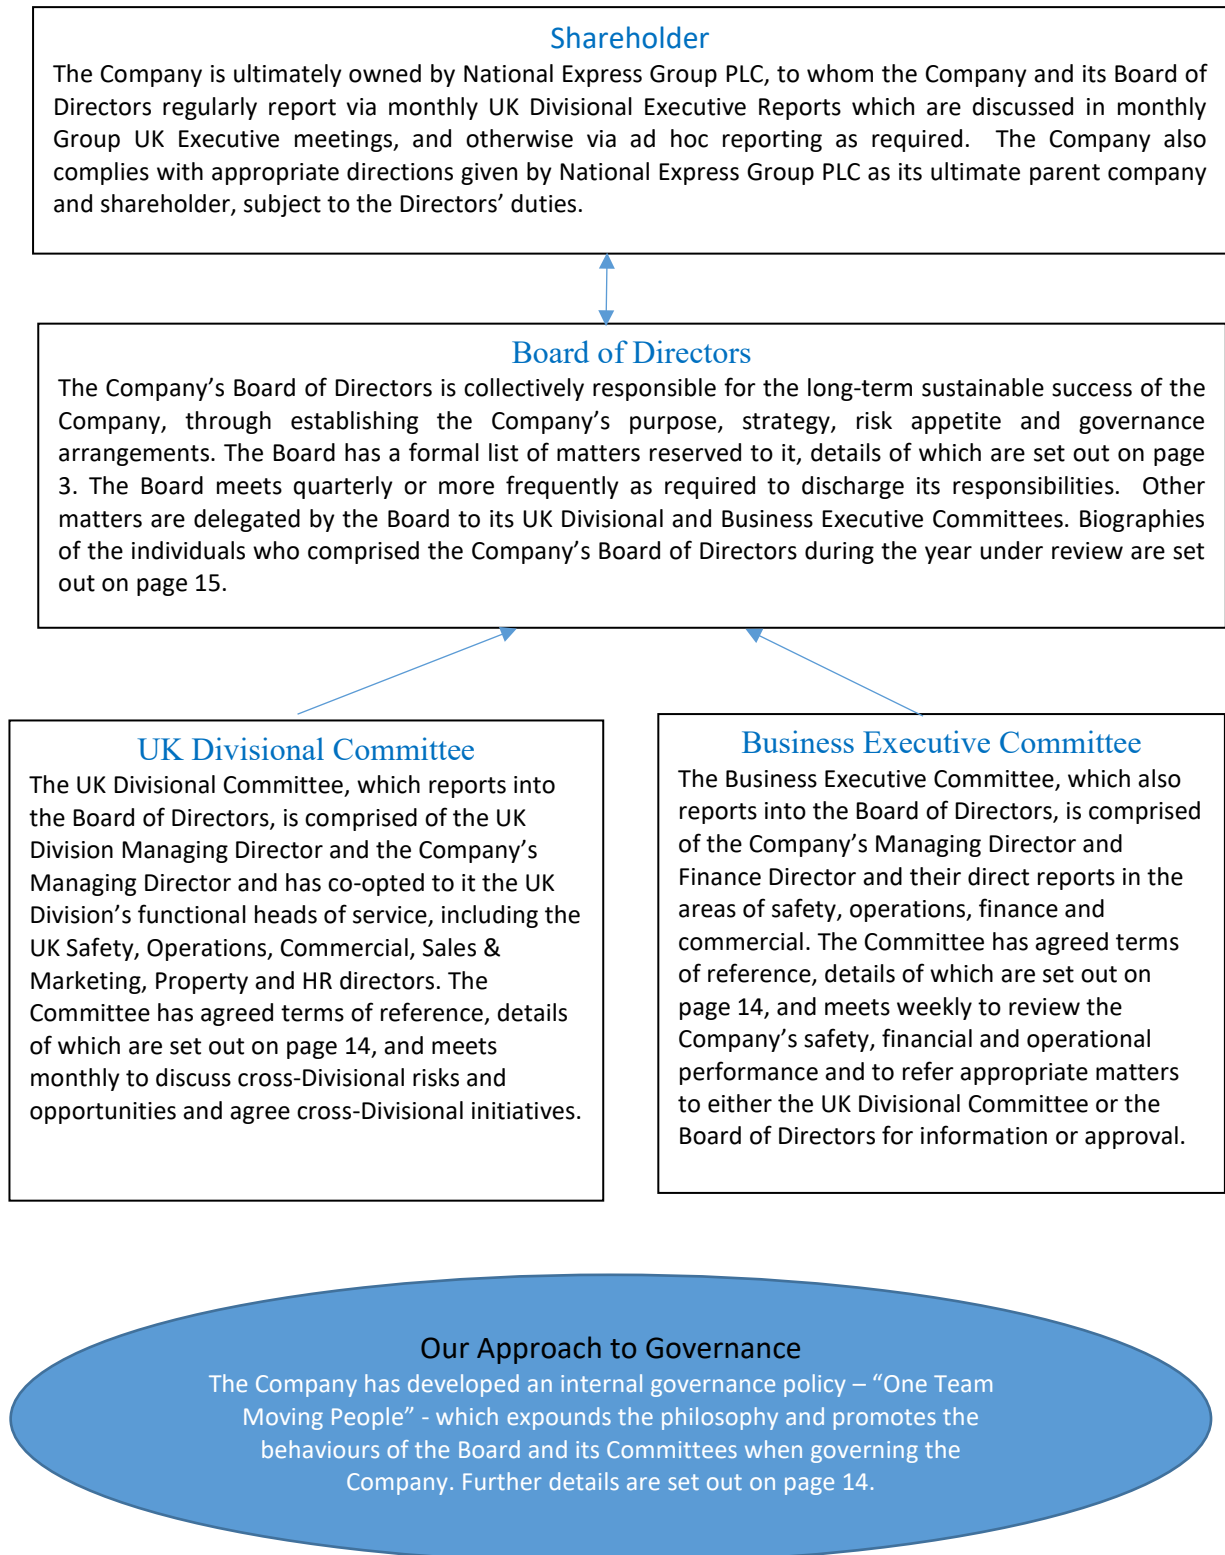 Shareholder
The Company is ultimately owned by National Express Group PLC, to whom the Company and its Board of
Directors regularly report via monthly UK Divisional Executive Reports which are discussed in monthly
Group UK Executive meetings, and otherwise via ad hoc reporting as required. The Company also
complies with appropriate directions given by National Express Group PLC as its ultimate parent company
and shareholder, subject to the Directors’ duties.
Board of Directors
The Company’s Board of Directors is collectively responsible for the long-term sustainable success of the
Company, through establishing the Company’s purpose, strategy, risk appetite and governance
arrangements. The Board has a formal list of matters reserved to it, details of which are set out on page
3. The Board meets quarterly or more frequently as required to discharge its responsibilities. Other
matters are delegated by the Board to its UK Divisional and Business Executive Committees. Biographies
of the individuals who comprised the Company’s Board of Directors during the year under review are set
out on page 15.
UK Divisional Committee
The UK Divisional Committee, which reports into
the Board of Directors, is comprised of the UK
Division Managing Director and the Company’s
Managing Director and has co-opted to it the UK
Division’s functional heads of service, including the
UK Safety, Operations, Commercial, Sales &
Marketing, Property and HR directors. The
Committee has agreed terms of reference, details
of which are set out on page 14, and meets
monthly to discuss cross-Divisional risks and
opportunities and agree cross-Divisional initiatives.
Business Executive Committee
The Business Executive Committee, which also
reports into the Board of Directors, is comprised
of the Company’s Managing Director and
Finance Director and their direct reports in the
areas of safety, operations, finance and
commercial. The Committee has agreed terms
of reference, details of which are set out on
page 14, and meets weekly to review the
Company’s safety, financial and operational
performance and to refer appropriate matters
to either the UK Divisional Committee or the
Board of Directors for information or approval.
Our Approach to Governance
The Company has developed an internal governance policy – “One Team
Moving People” - which expounds the philosophy and promotes the
behaviours of the Board and its Committees when governing the
Company. Further details are set out on page 14.